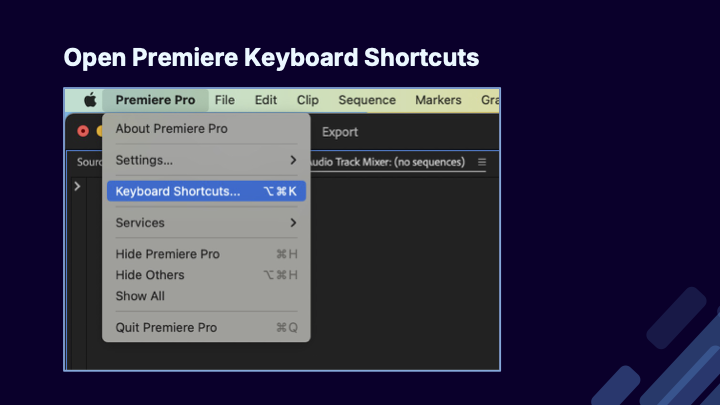 Open Premiere Keyboard Shortcuts
Premiere Pro File Edit Clip Sequence Markers Gra
Export
Sourc
udio Track Mixer: (no sequences)
About Premiere Pro
Settings...
Keyboard Shortcuts... ⌥⌘K
Services
Hide Premiere Pro ⌘H
Hide Others ⌥⌘H
Show All
Quit Premiere Pro ⌘Q